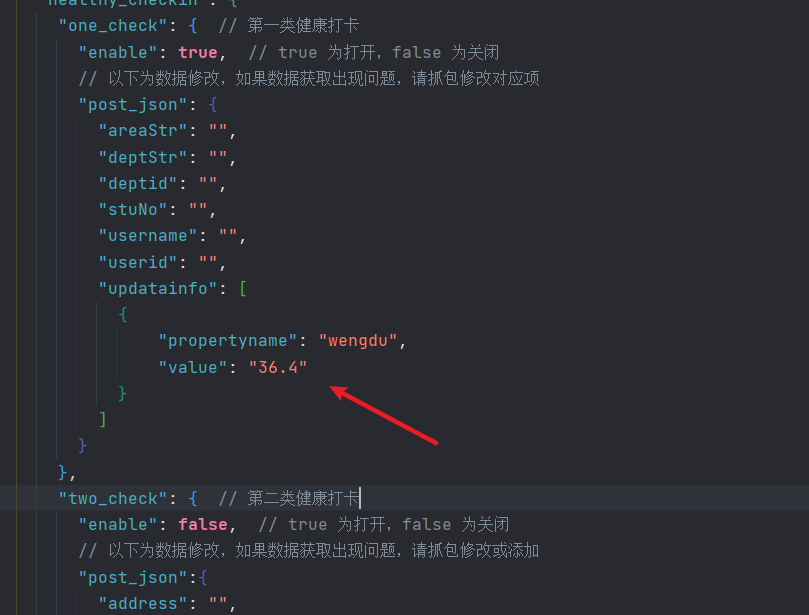 "healthy_checkin": {
"one_check": {  // 第一类健康打卡
"enable": true,  // true 为打开，false 为关闭
// 以下为数据修改，如果数据获取出现问题，请抓包修改对应项
"post_json": {
"areaStr": "",
"deptStr": "",
"deptid": "",
"stuNo": "",
"username": "",
"userid": "",
"updatainfo": [
{
"propertyname": "wengdu",
"value": "36.4"
}
]
}
},
"two_check": {  // 第二类健康打卡
"enable": false,  // true 为打开，false 为关闭
// 以下为数据修改，如果数据获取出现问题，请抓包修改或添加
"post_json":{
"address": "",